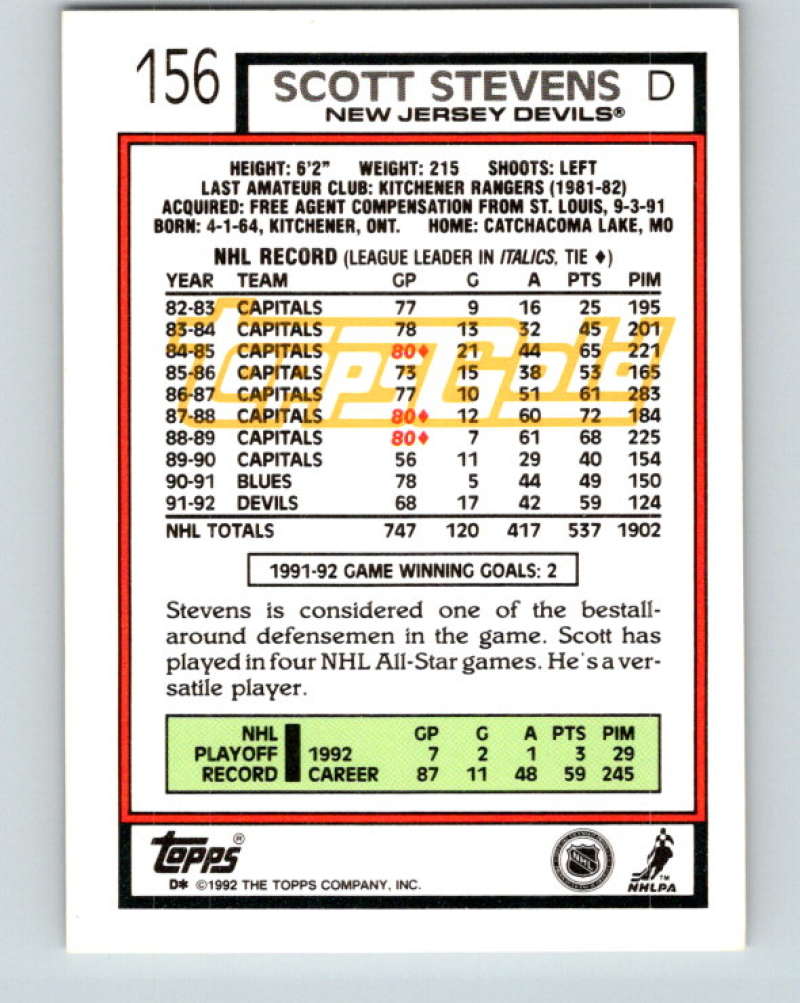 156
SCOTT STEVENS D
NEW JERSEY DEVILS®
HEIGHT: 6'2" WEIGHT: 215 SHOOTS: LEFT
LAST AMATEUR CLUB: KITCHENER RANGERS (1981-82)
ACQUIRED: FREE AGENT COMPENSATION FROM ST. LOUIS, 9-3-91
BORN: 4-1-64, KITCHENER, ONT. HOME: CATCHACOMA LAKE, MO
NHL RECORD (LEAGUE LEADER IN ITALICS, TIE ♦)
YEAR TEAM GP G A PTS PIM
82-83 CAPITALS 77 9 16 25 195
83-84 CAPITALS 78 13 32 45 201
84-85 CAPITALS 80♦ 21 44 65 221
85-86 CAPITALS 73 15 38 53 165
86-87 CAPITALS 77 10 51 61 283
87-88 CAPITALS 80♦ 12 60 72 184
88-89 CAPITALS 80♦ 7 61 68 225
89-90 CAPITALS 56 11 29 40 154
90-91 BLUES 78 5 44 49 150
91-92 DEVILS 68 17 42 59 124
NHL TOTALS 747 120 417 537 1902
ToppsGold
1991-92 GAME WINNING GOALS: 2
Stevens is considered one of the bestall-
around defensemen in the game. Scott has
played in four NHL All-Star games. He's a ver-
satile player.
NHL GP G A PTS PIM
PLAYOFF 1992 7 2 1 3 29
RECORD CAREER 87 11 48 59 245
Topps®
D* ©1992 THE TOPPS COMPANY, INC.
NHL
NHLPA™